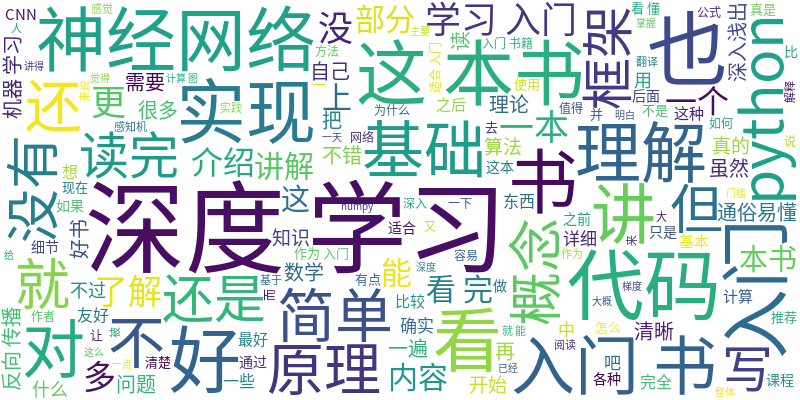 CNN
感觉
人
神经网络
部分
学习 入门
看 懂
掌握
公式
真是
主要
讲得
方法
觉得
计算 图
没
读
入门 书籍
框架
也
比
机器 学习
需要
自己
这 本 书
适合 入门
翻译
深入浅出
还
实现
上
使用
用
后面
python
更
很多
实践
把
理论
之后
为什么
值得
并
明白
一个
解释
没有
感知机
一天
网络
去
不是
这种
如何
读完
介绍
讲解
不错
基础
一本
算法
理解
真的
说
想
这
这本
书
虽然
现在
numpy
深入
一下
东西
讲
但
门槛
通俗易懂
如果
深度 学习
适合
又
概念
之前
大
细节
好书
知识
作为 入门
详细
只是
来
基本
本书
给
就
基于
数学
有点
能
深度
容易
作为
代码
入门
不过
了解
还是
看 完
做
梯度
计算
反向 传播
作者
友好
对
让
不
好
简单
比较
看
大概
推荐
最好
确实
中
怎么
清晰
这么
清楚
通过
一遍
再
就 能
阅读
吧
写
一点
多
问题
一些
原理
内容
开始
已经
入门 书
各种
完全
课程
什么
整体